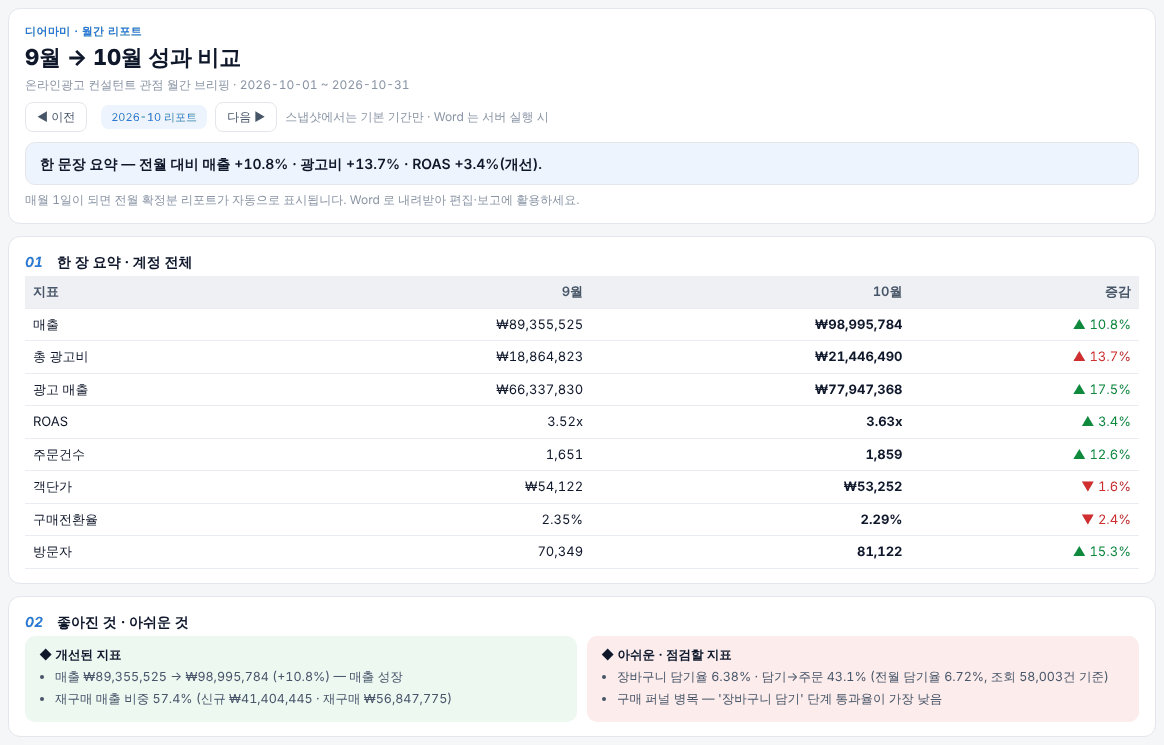 디어마미 · 월간 리포트
9월 → 10월 성과 비교
온라인광고 컨설턴트 관점 월간 브리핑 · 2026-10-01 ~ 2026-10-31
◀ 이전 2026-10 리포트 다음 ▶ 스냅샷에서는 기본 기간만 · Word 는 서버 실행 시
한 문장 요약 — 전월 대비 매출 +10.8% · 광고비 +13.7% · ROAS +3.4%(개선).
매월 1일이 되면 전월 확정분 리포트가 자동으로 표시됩니다. Word 로 내려받아 편집·보고에 활용하세요.
01 한 장 요약 · 계정 전체
지표 9월 10월 증감
매출 ₩89,355,525 ₩98,995,784 ▲ 10.8%
총 광고비 ₩18,864,823 ₩21,446,490 ▲ 13.7%
광고 매출 ₩66,337,830 ₩77,947,368 ▲ 17.5%
ROAS 3.52x 3.63x ▲ 3.4%
주문건수 1,651 1,859 ▲ 12.6%
객단가 ₩54,122 ₩53,252 ▼ 1.6%
구매전환율 2.35% 2.29% ▼ 2.4%
방문자 70,349 81,122 ▲ 15.3%
02 좋아진 것 · 아쉬운 것
◆ 개선된 지표
• 매출 ₩89,355,525 → ₩98,995,784 (+10.8%) — 매출 성장
• 재구매 매출 비중 57.4% (신규 ₩41,404,445 · 재구매 ₩56,847,775)
◆ 아쉬운 · 점검할 지표
• 장바구니 담기율 6.38% · 담기→주문 43.1% (전월 담기율 6.72%, 조회 58,003건 기준)
• 구매 퍼널 병목 — '장바구니 담기' 단계 통과율이 가장 낮음